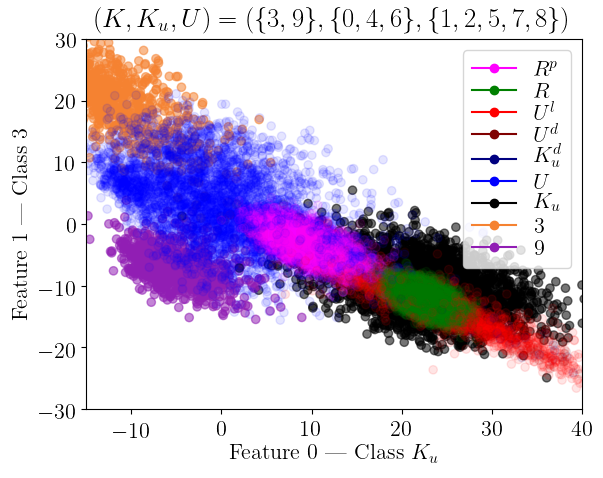 (K, K_u, U) = ({3, 9}, {0, 4, 6}, {1, 2, 5, 7, 8})
30
20
10
0
−10
−20
−30
Feature 1 — Class 3
R^p
R
U^l
U^d
K_u^d
U
K_u
3
9
−10 0 10 20 30 40
Feature 0 — Class K_u